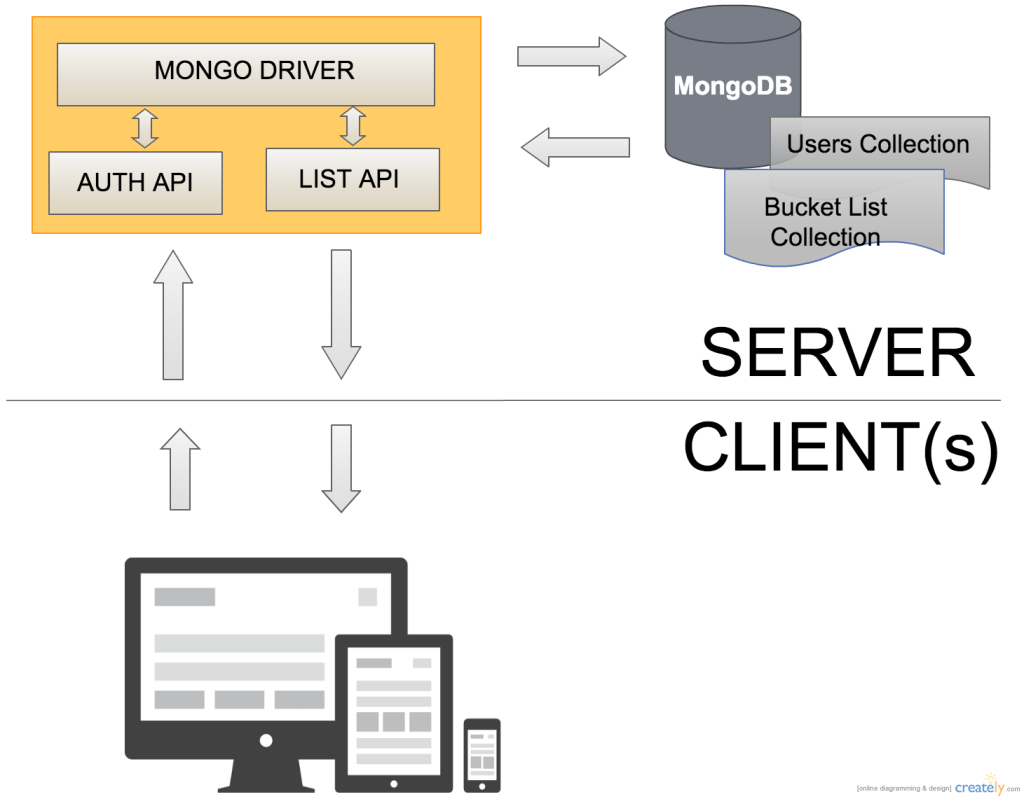 MONGO DRIVER
AUTH API
LIST API
MongoDB
Users Collection
Bucket List
Collection
SERVER
CLIENT(s)
[online diagramming & design] creately.com